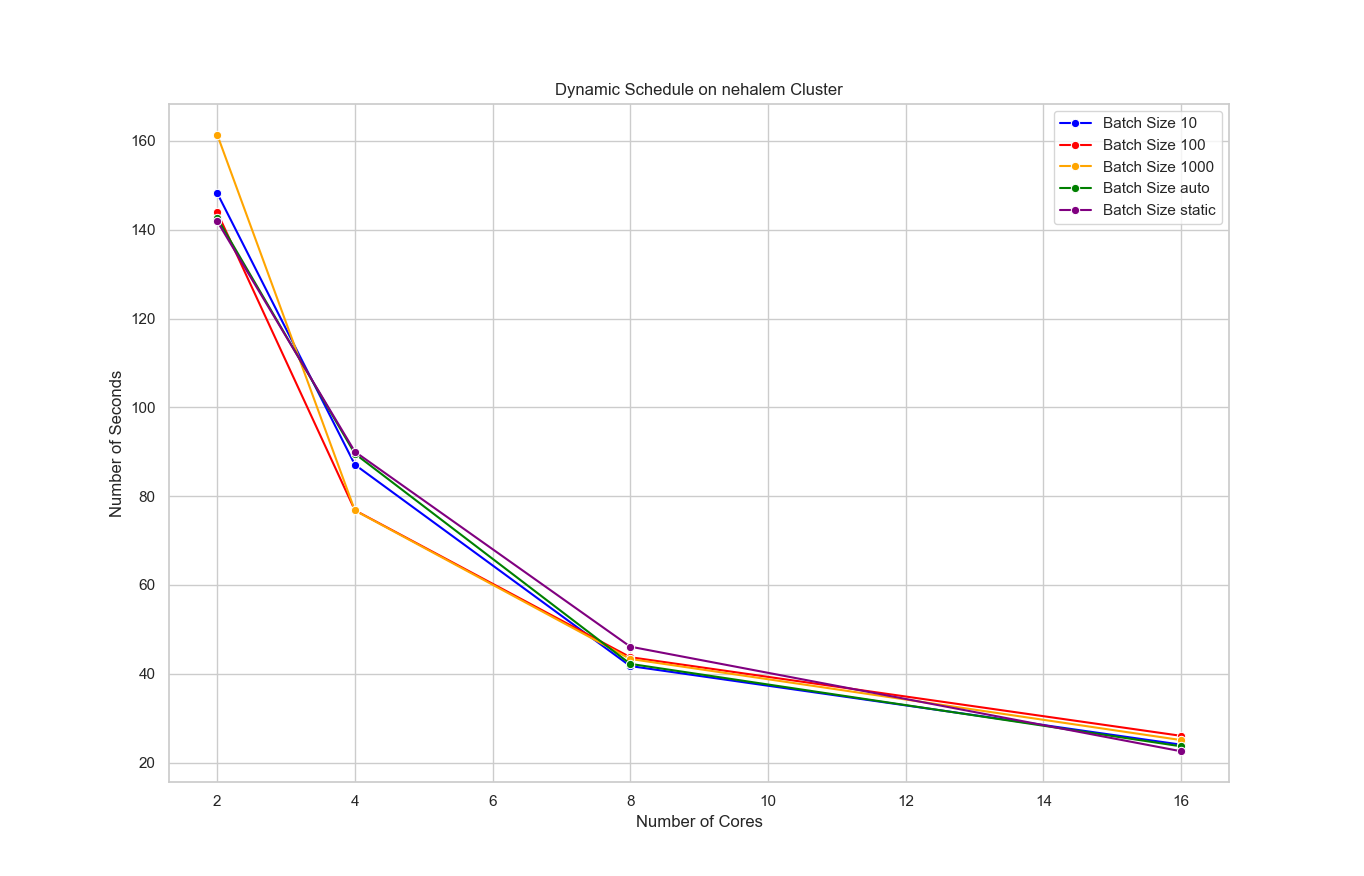 Dynamic Schedule on nehalem Cluster
Batch Size 10
Batch Size 100
Batch Size 1000
Batch Size auto
Batch Size static
Number of Seconds
160
140
120
100
80
60
40
20
2 4 6 8 10 12 14 16
Number of Cores